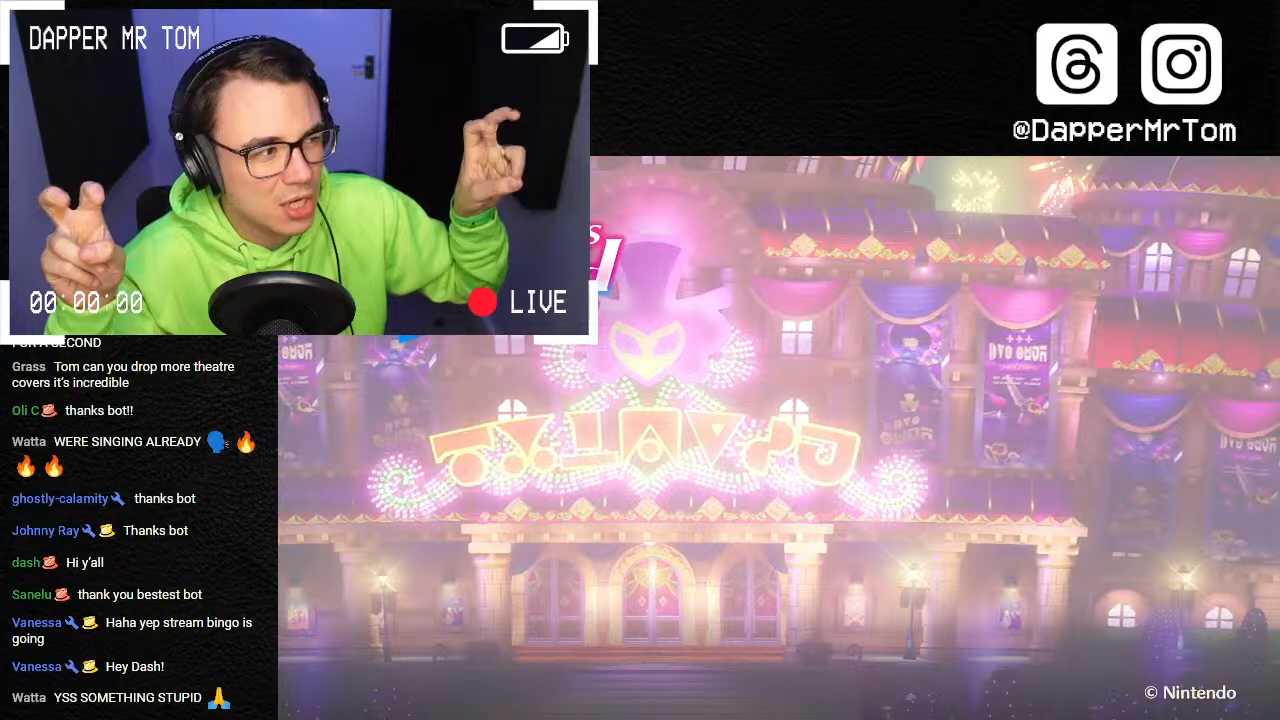 DAPPER MR TOM
00:00:00
LIVE
@DapperMrTom
FOR A SECOND
Grass Tom can you drop more theatre
covers it's incredible
Oli C thanks bot!!
Watta WERE SINGING ALREADY 🗣️ 🔥
🔥 🔥
ghostly-calamity thanks bot
Johnny Ray Thanks bot
dash Hi y'all
Sanelu thank you bestest bot
Vanessa Haha yep stream bingo is
going
Vanessa Hey Dash!
Watta YSS SOMETHING STUPID 🙏
© Nintendo